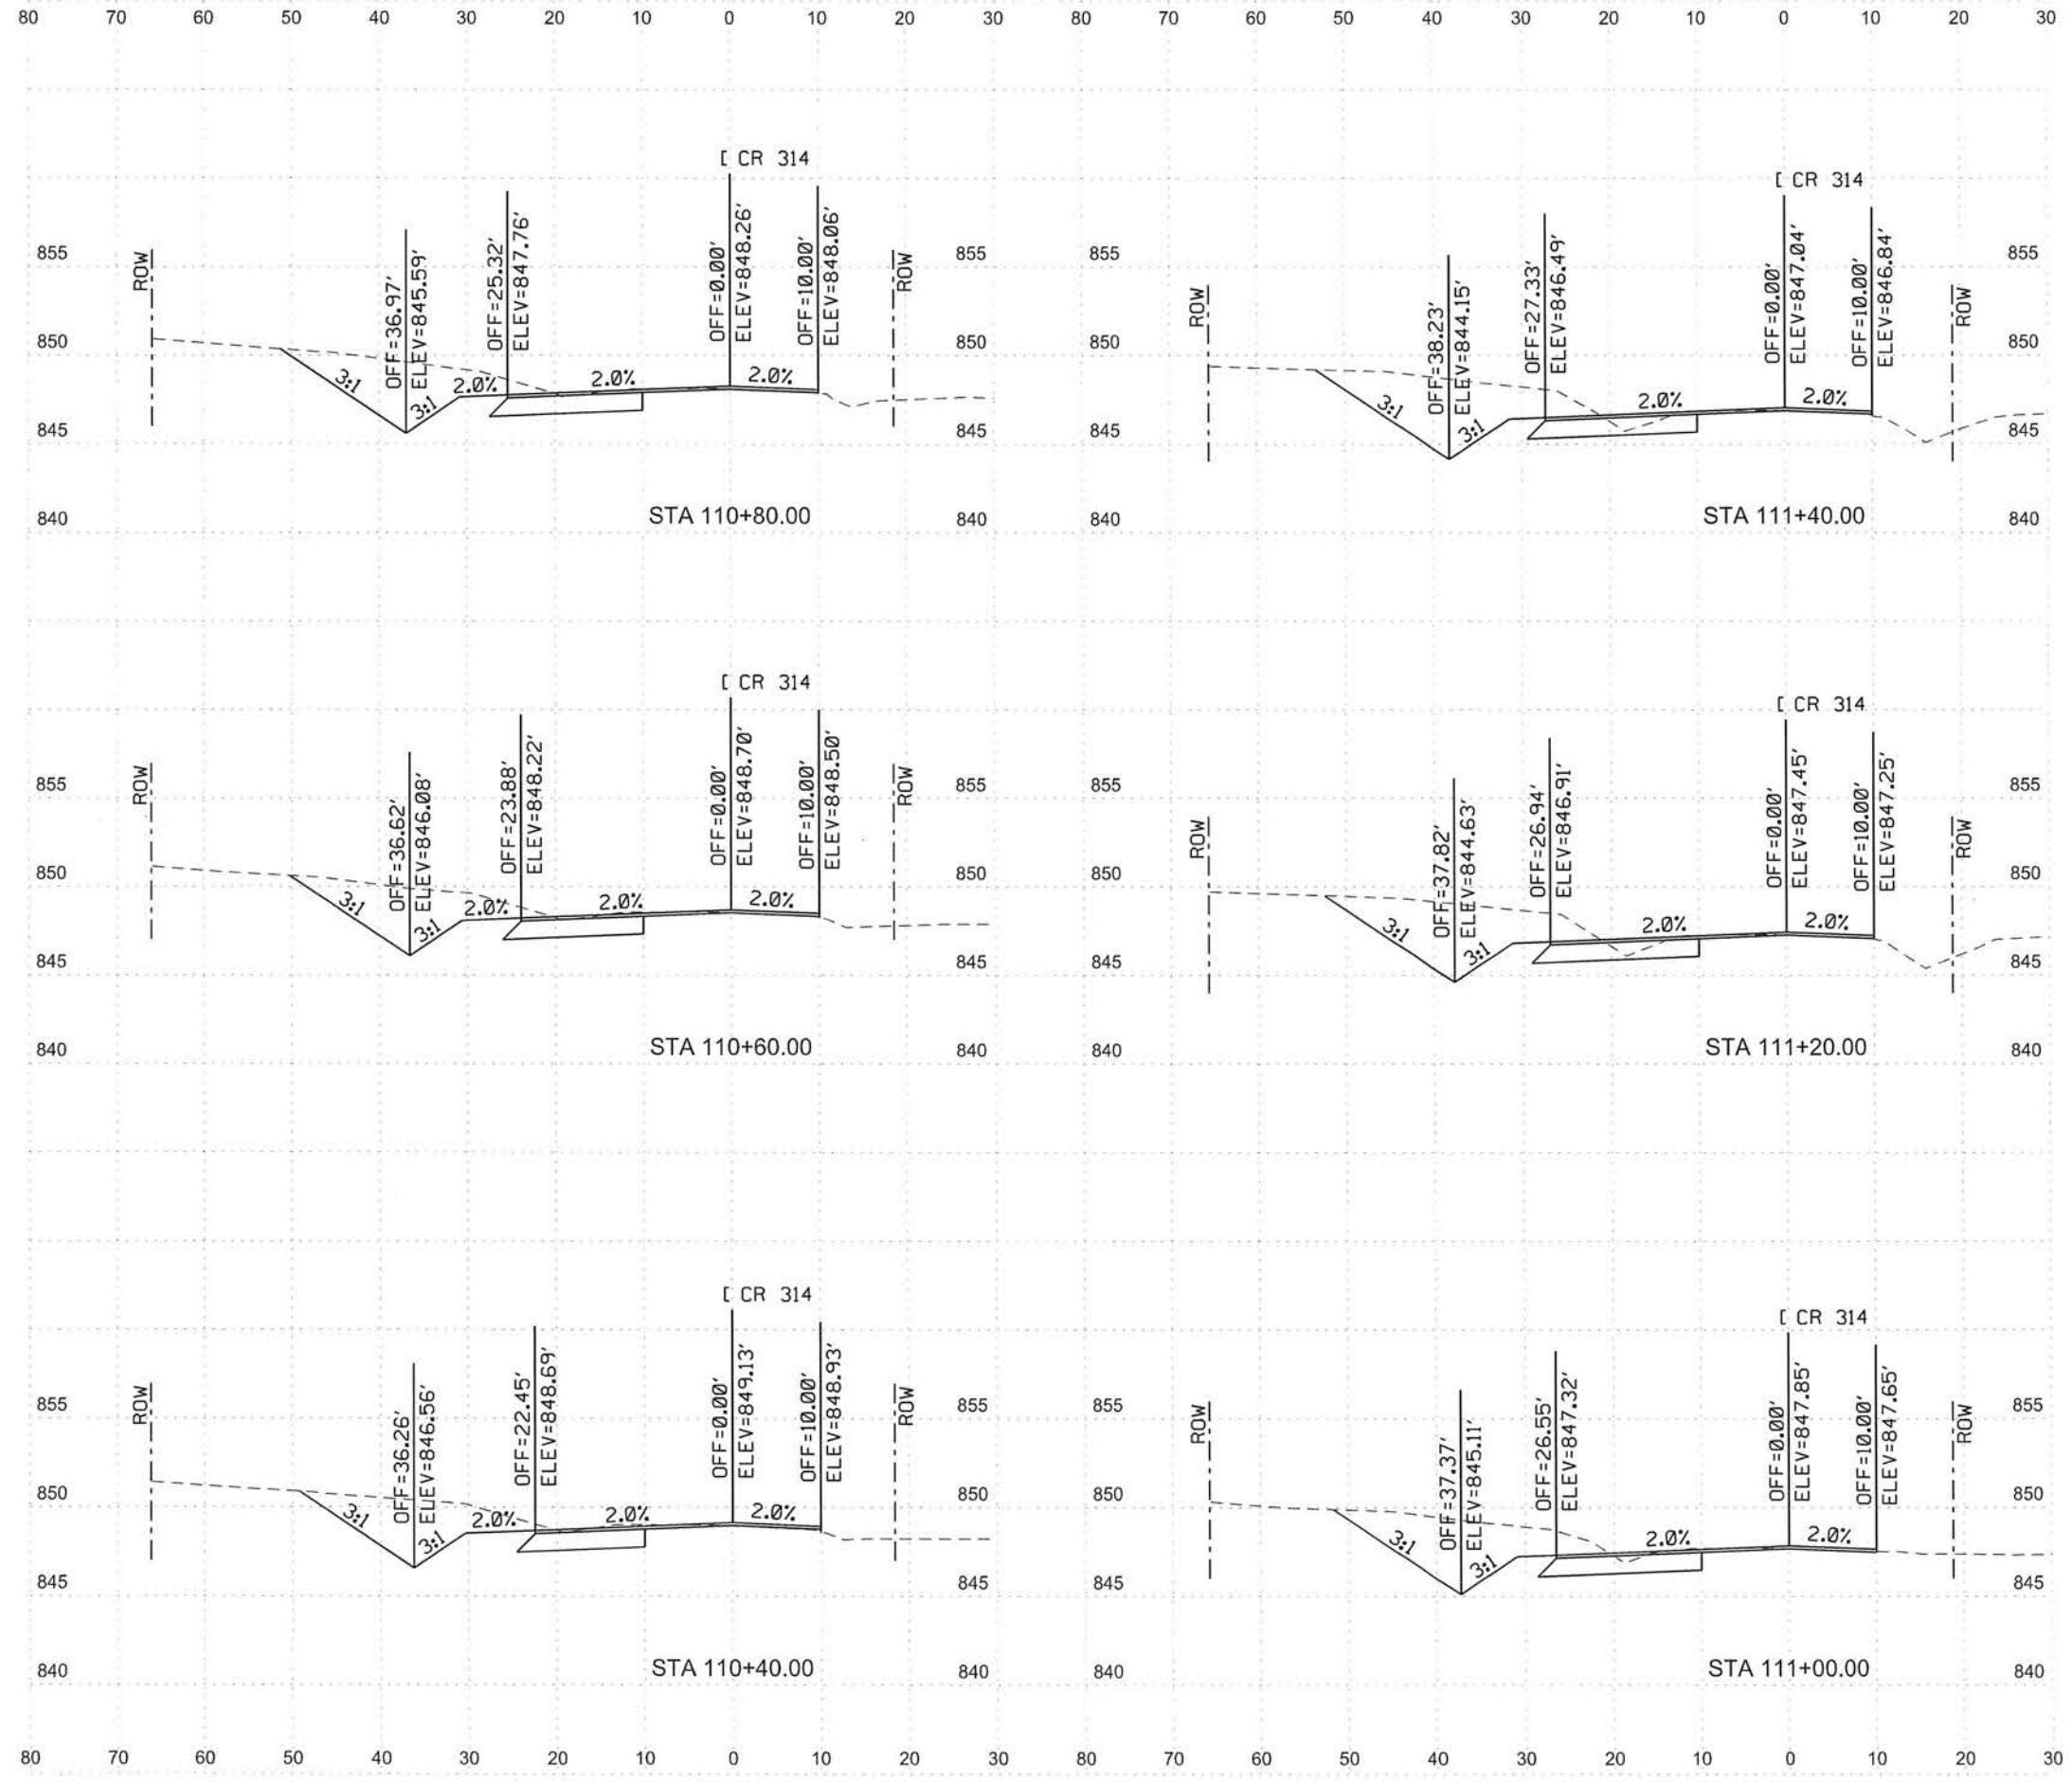 80 70 60 50 40 30 20 10 0 10 20 30 80 70 60 50 40 30 20 10 0 10 20 30
[ CR 314
855 855
850 850
845 845
840 840
ROW
OFF=36.97'
ELEV=845.59'
OFF=25.32'
ELEV=847.76'
OFF=0.00'
ELEV=848.26'
OFF=10.00'
ELEV=848.06'
ROW
3:1
3:1
2.0%
2.0%
2.0%
STA 110+80.00
[ CR 314
855 855
850 850
845 845
840 840
ROW
OFF=38.23'
ELEV=844.15'
OFF=27.33'
ELEV=846.49'
OFF=0.00'
ELEV=847.04'
OFF=10.00'
ELEV=846.84'
ROW
3:1
3:1
2.0%
2.0%
STA 111+40.00
[ CR 314
855 855
850 850
845 845
840 840
ROW
OFF=36.62'
ELEV=846.08'
OFF=23.88'
ELEV=848.22'
OFF=0.00'
ELEV=848.70'
OFF=10.00'
ELEV=848.50'
ROW
3:1
3:1
2.0%
2.0%
2.0%
STA 110+60.00
[ CR 314
855 855
850 850
845 845
840 840
ROW
OFF=37.82'
ELEV=844.63'
OFF=26.94'
ELEV=846.91'
OFF=0.00'
ELEV=847.45'
OFF=10.00'
ELEV=847.25'
ROW
3:1
3:1
2.0%
2.0%
STA 111+20.00
[ CR 314
855 855
850 850
845 845
840 840
ROW
OFF=36.26'
ELEV=846.56'
OFF=22.45'
ELEV=848.69'
OFF=0.00'
ELEV=849.13'
OFF=10.00'
ELEV=848.93'
ROW
3:1
3:1
2.0%
2.0%
2.0%
STA 110+40.00
[ CR 314
855 855
850 850
845 845
840 840
ROW
OFF=37.37'
ELEV=845.11'
OFF=26.55'
ELEV=847.32'
OFF=0.00'
ELEV=847.85'
OFF=10.00'
ELEV=847.65'
ROW
3:1
3:1
2.0%
2.0%
STA 111+00.00
80 70 60 50 40 30 20 10 0 10 20 30 80 70 60 50 40 30 20 10 0 10 20 30